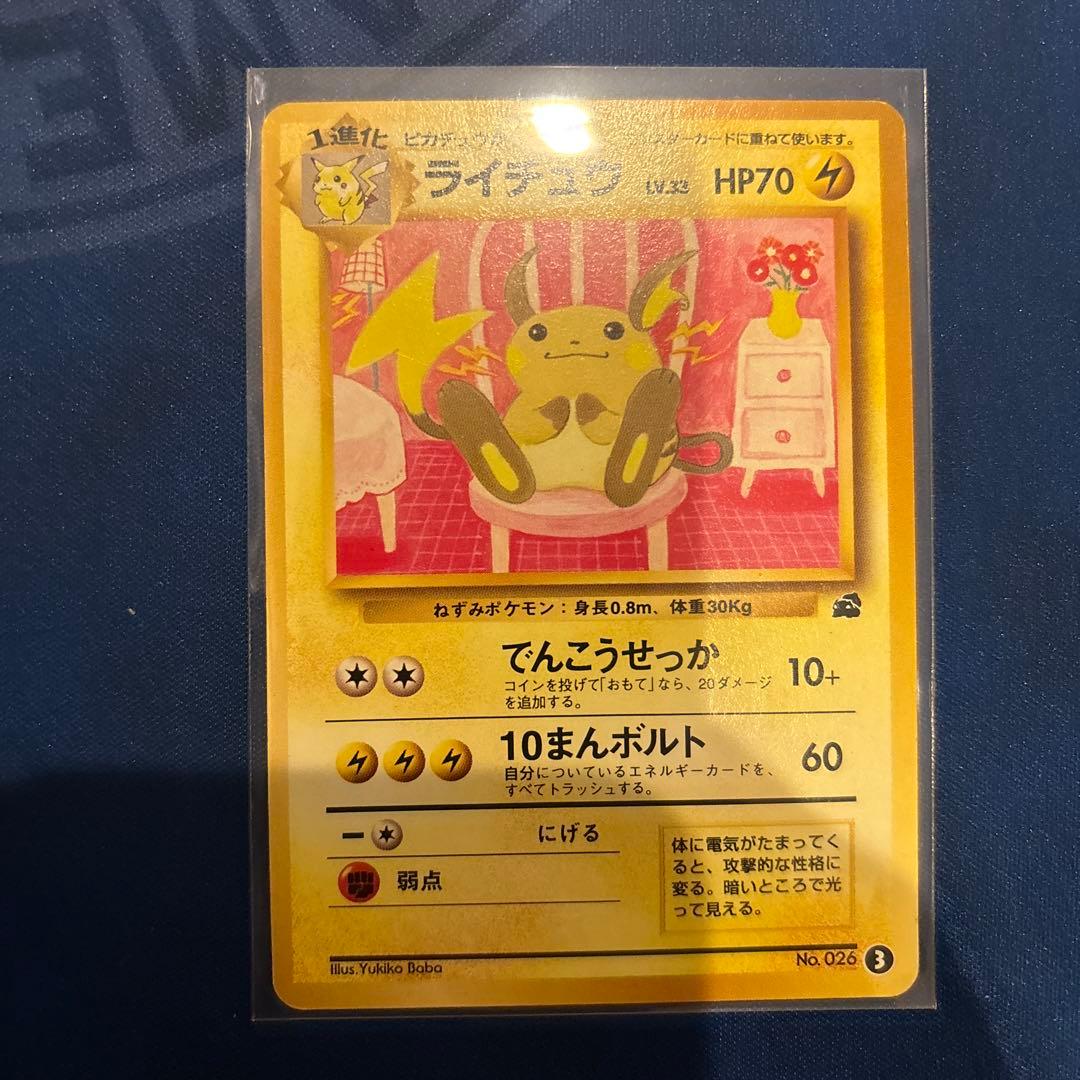 1進化 ピカチュウか スターカードに重ねて使います。
ライチュウ LV.33 HP70
ねずみポケモン：身長0.8m、体重30Kg
でんこうせっか 10+
コインを投げて「おもて」なら、20ダメージ
を追加する。
10まんボルト 60
自分についているエネルギーカードを、
すべてトラッシュする。
ー にげる
弱点
体に電気がたまってく
ると、攻撃的な性格に
変る。暗いところで光
って見える。
Illus.Yukiko Baba
No. 026 3